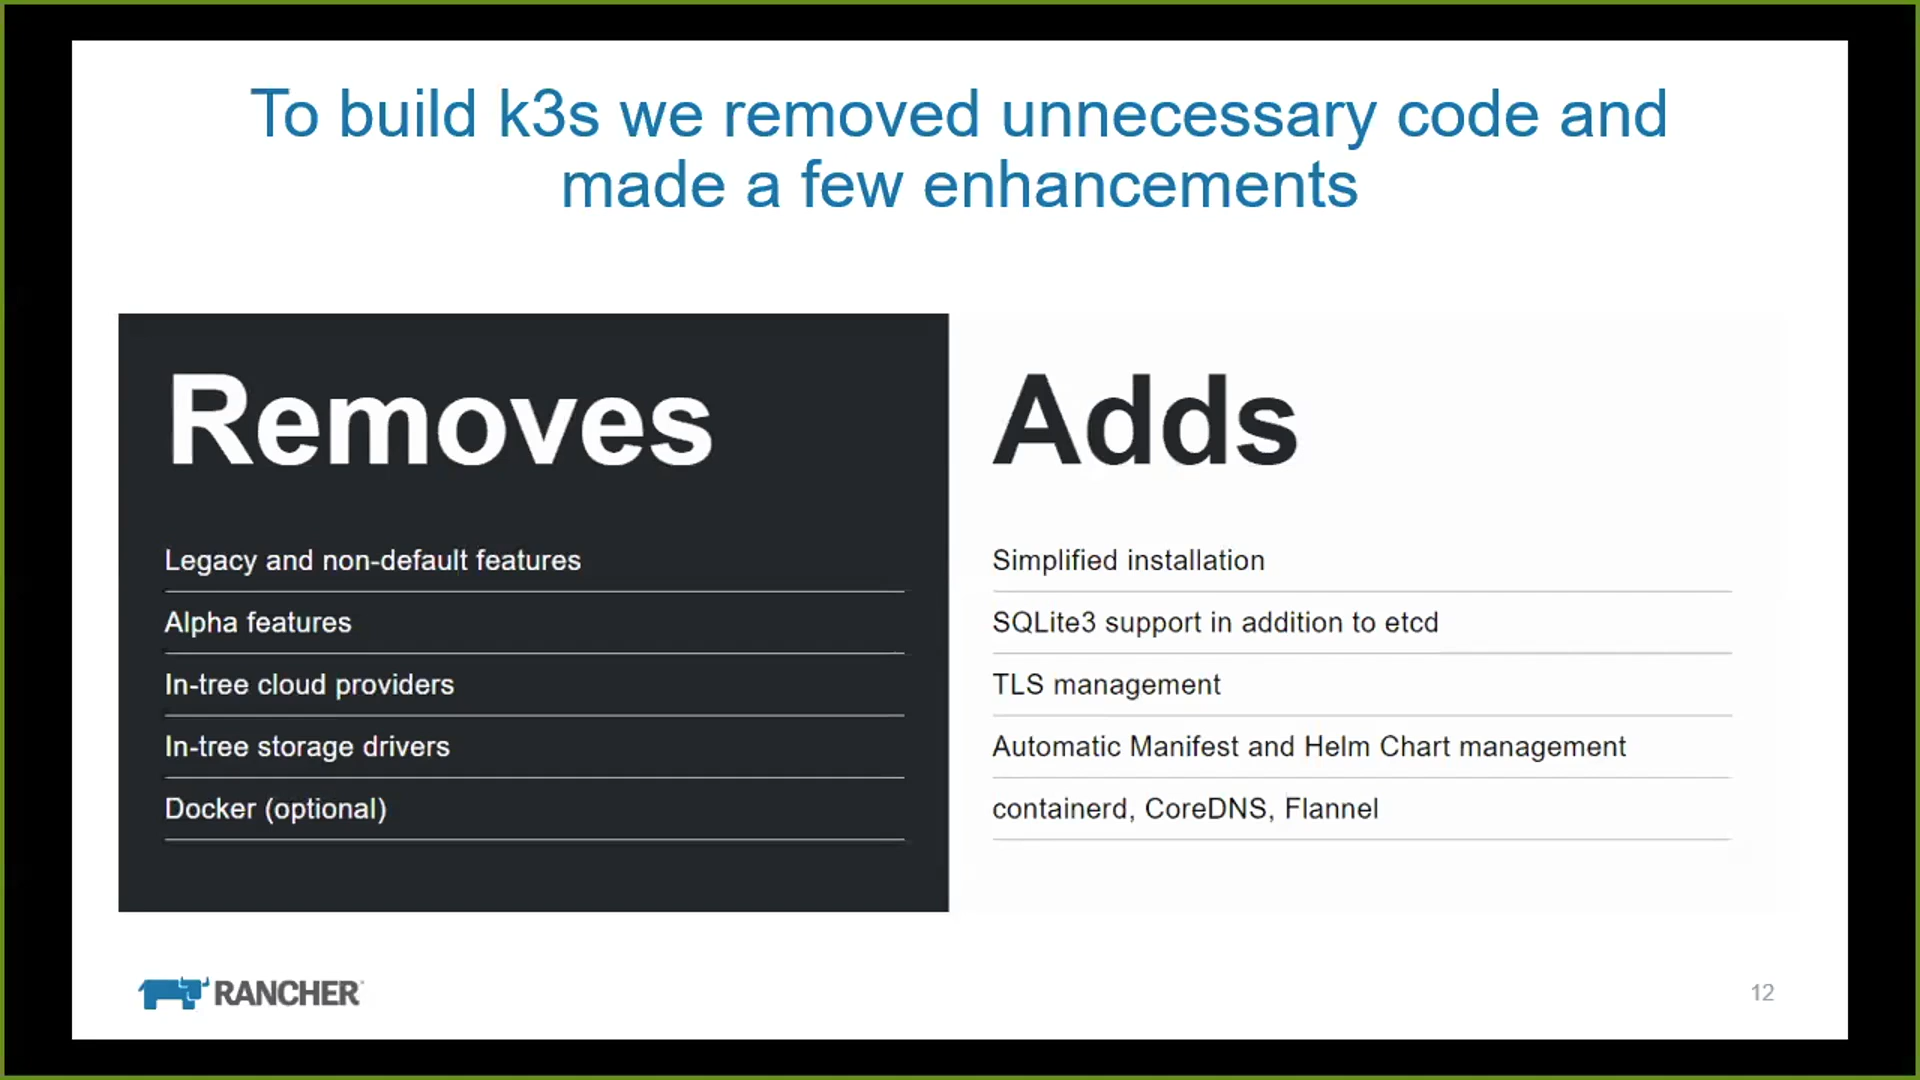 To build k3s we removed unnecessary code and
made a few enhancements
Removes
Legacy and non-default features
Alpha features
In-tree cloud providers
In-tree storage drivers
Docker (optional)
Adds
Simplified installation
SQLite3 support in addition to etcd
TLS management
Automatic Manifest and Helm Chart management
containerd, CoreDNS, Flannel
RANCHER
12